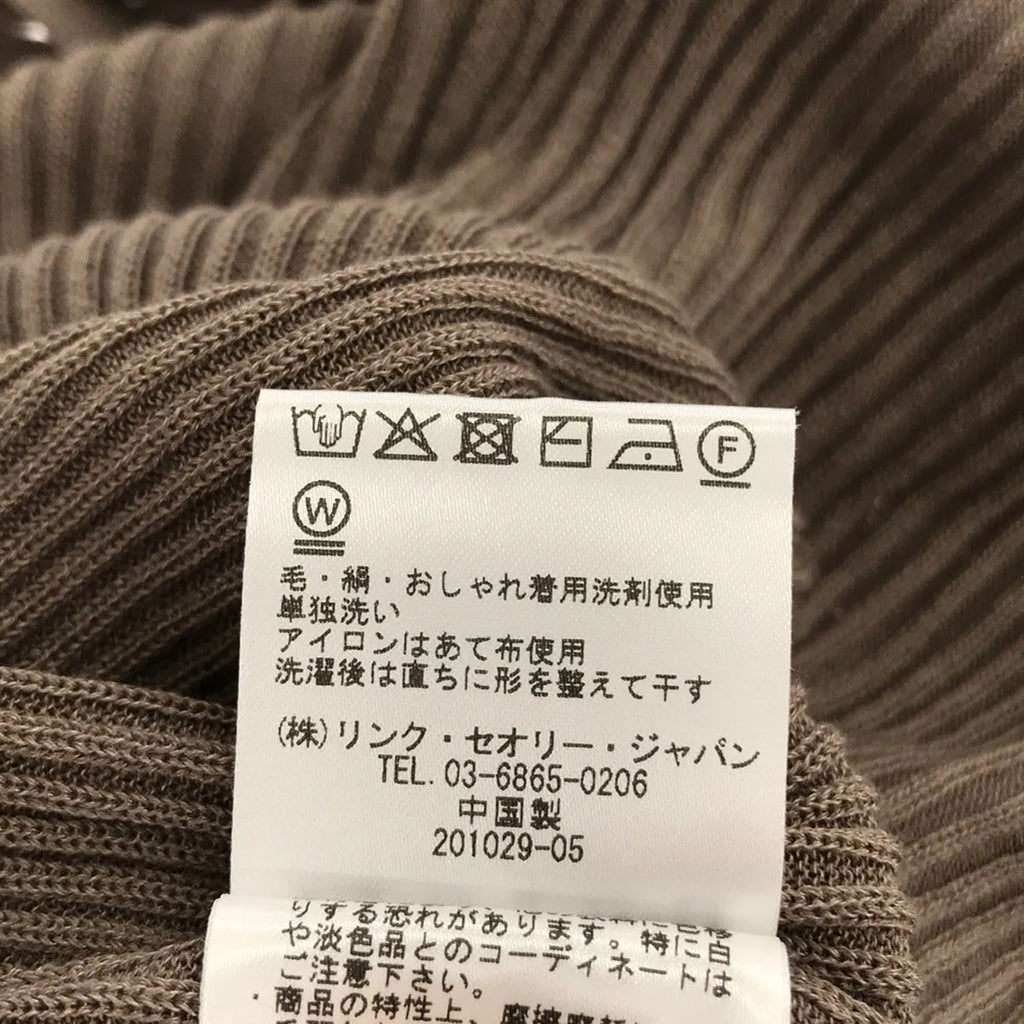 F
W
毛・絹・おしゃれ着用洗剤使用
単独洗い
アイロンはあて布使用
洗濯後は直ちに形を整えて干す
(株)リンク・セオリー・ジャパン
TEL.03-6865-0206
中国製
201029-05
りする恐れがあります。特に白
や淡色品とのコーディネートは
ご注意下さい。
・商品の特性上、摩擦